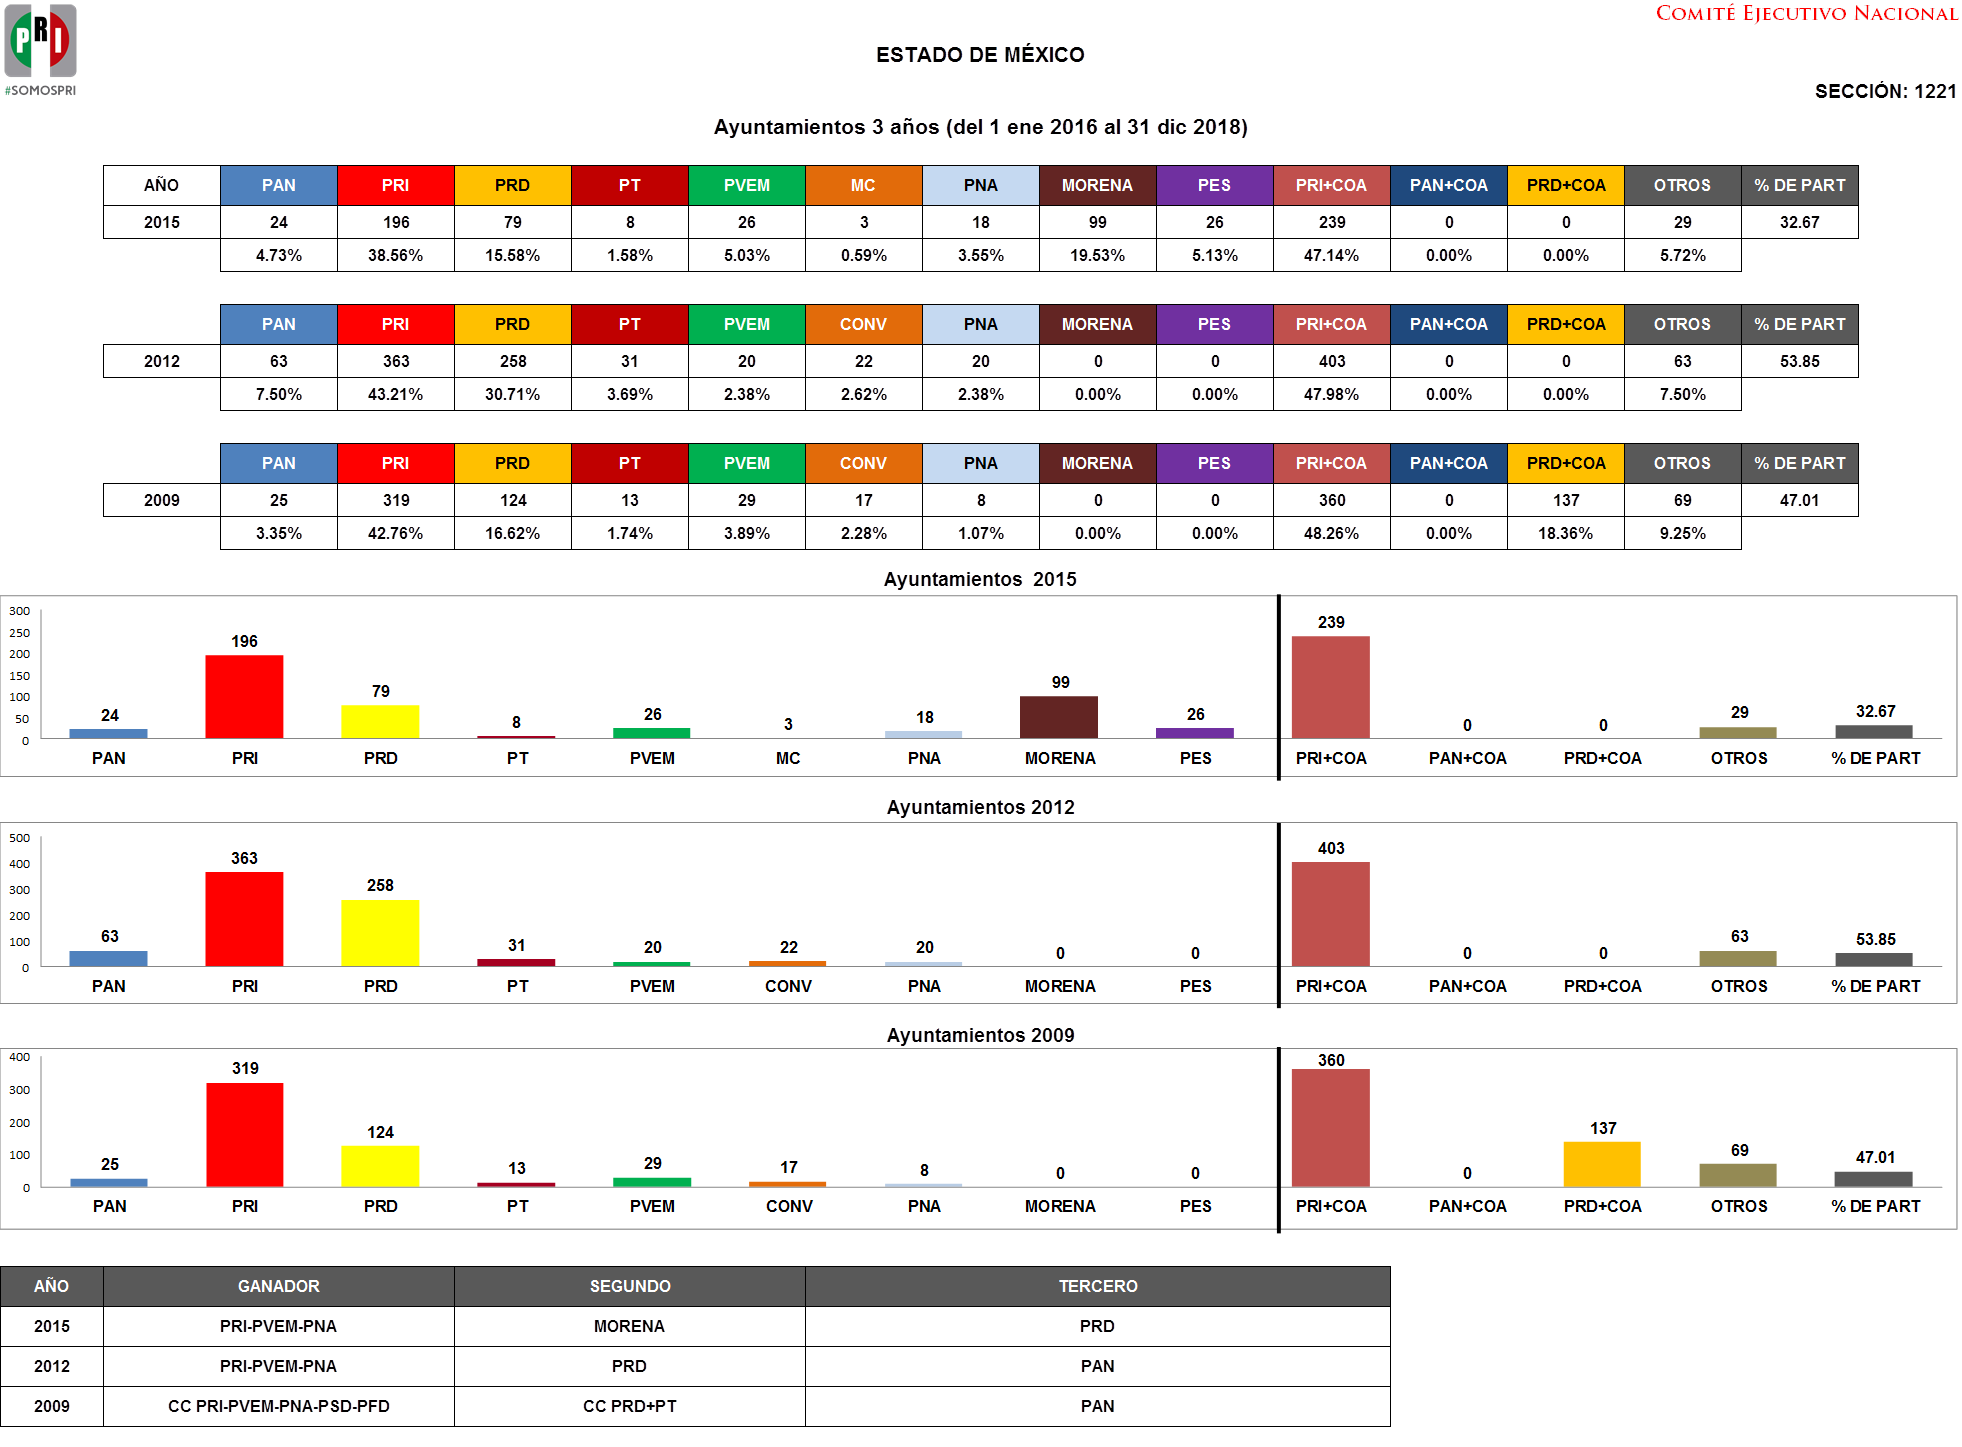 PRI
#SOMOSPRI
COMITÉ EJECUTIVO NACIONAL
ESTADO DE MÉXICO
SECCIÓN: 1221
Ayuntamientos 3 años (del 1 ene 2016 al 31 dic 2018)
AÑO PAN PRI PRD PT PVEM MC PNA MORENA PES PRI+COA PAN+COA PRD+COA OTROS % DE PART
2015 24 196 79 8 26 3 18 99 26 239 0 0 29 32.67
4.73% 38.56% 15.58% 1.58% 5.03% 0.59% 3.55% 19.53% 5.13% 47.14% 0.00% 0.00% 5.72%
PAN PRI PRD PT PVEM CONV PNA MORENA PES PRI+COA PAN+COA PRD+COA OTROS % DE PART
2012 63 363 258 31 20 22 20 0 0 403 0 0 63 53.85
7.50% 43.21% 30.71% 3.69% 2.38% 2.62% 2.38% 0.00% 0.00% 47.98% 0.00% 0.00% 7.50%
PAN PRI PRD PT PVEM CONV PNA MORENA PES PRI+COA PAN+COA PRD+COA OTROS % DE PART
2009 25 319 124 13 29 17 8 0 0 360 0 137 69 47.01
3.35% 42.76% 16.62% 1.74% 3.89% 2.28% 1.07% 0.00% 0.00% 48.26% 0.00% 18.36% 9.25%
Ayuntamientos 2015
300
250
200
150
100
50
0
24 196 79 8 26 3 18 99 26 239 0 0 29 32.67
PAN PRI PRD PT PVEM MC PNA MORENA PES PRI+COA PAN+COA PRD+COA OTROS % DE PART
Ayuntamientos 2012
500
400
300
200
100
0
63 363 258 31 20 22 20 0 0 403 0 0 63 53.85
PAN PRI PRD PT PVEM CONV PNA MORENA PES PRI+COA PAN+COA PRD+COA OTROS % DE PART
Ayuntamientos 2009
400
300
200
100
0
25 319 124 13 29 17 8 0 0 360 0 137 69 47.01
PAN PRI PRD PT PVEM CONV PNA MORENA PES PRI+COA PAN+COA PRD+COA OTROS % DE PART
AÑO GANADOR SEGUNDO TERCERO
2015 PRI-PVEM-PNA MORENA PRD
2012 PRI-PVEM-PNA PRD PAN
2009 CC PRI-PVEM-PNA-PSD-PFD CC PRD+PT PAN